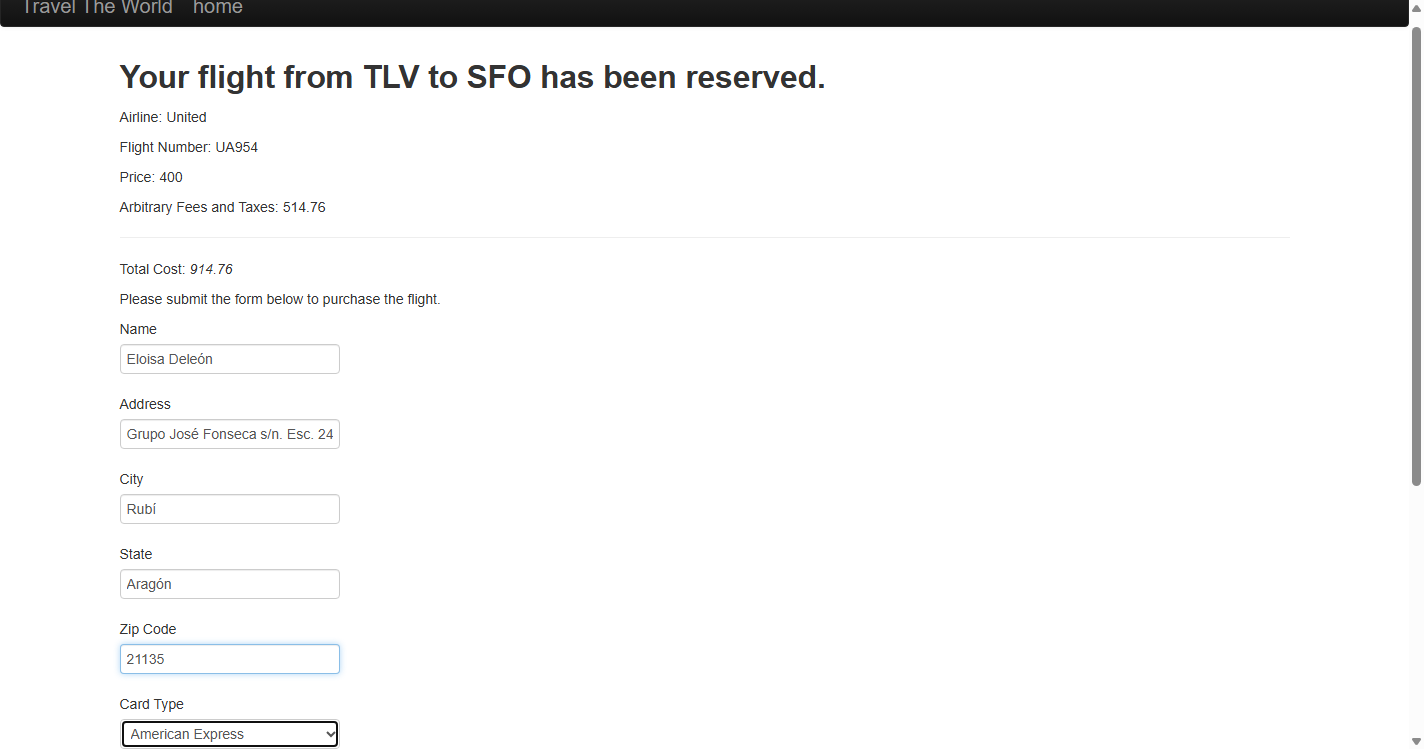 Travel The World home
Your flight from TLV to SFO has been reserved.
Airline: United
Flight Number: UA954
Price: 400
Arbitrary Fees and Taxes: 514.76
Total Cost: 914.76
Please submit the form below to purchase the flight.
Name
Eloisa Deleón
Address
Grupo José Fonseca s/n. Esc. 24
City
Rubí
State
Aragón
Zip Code
21135
Card Type
American Express